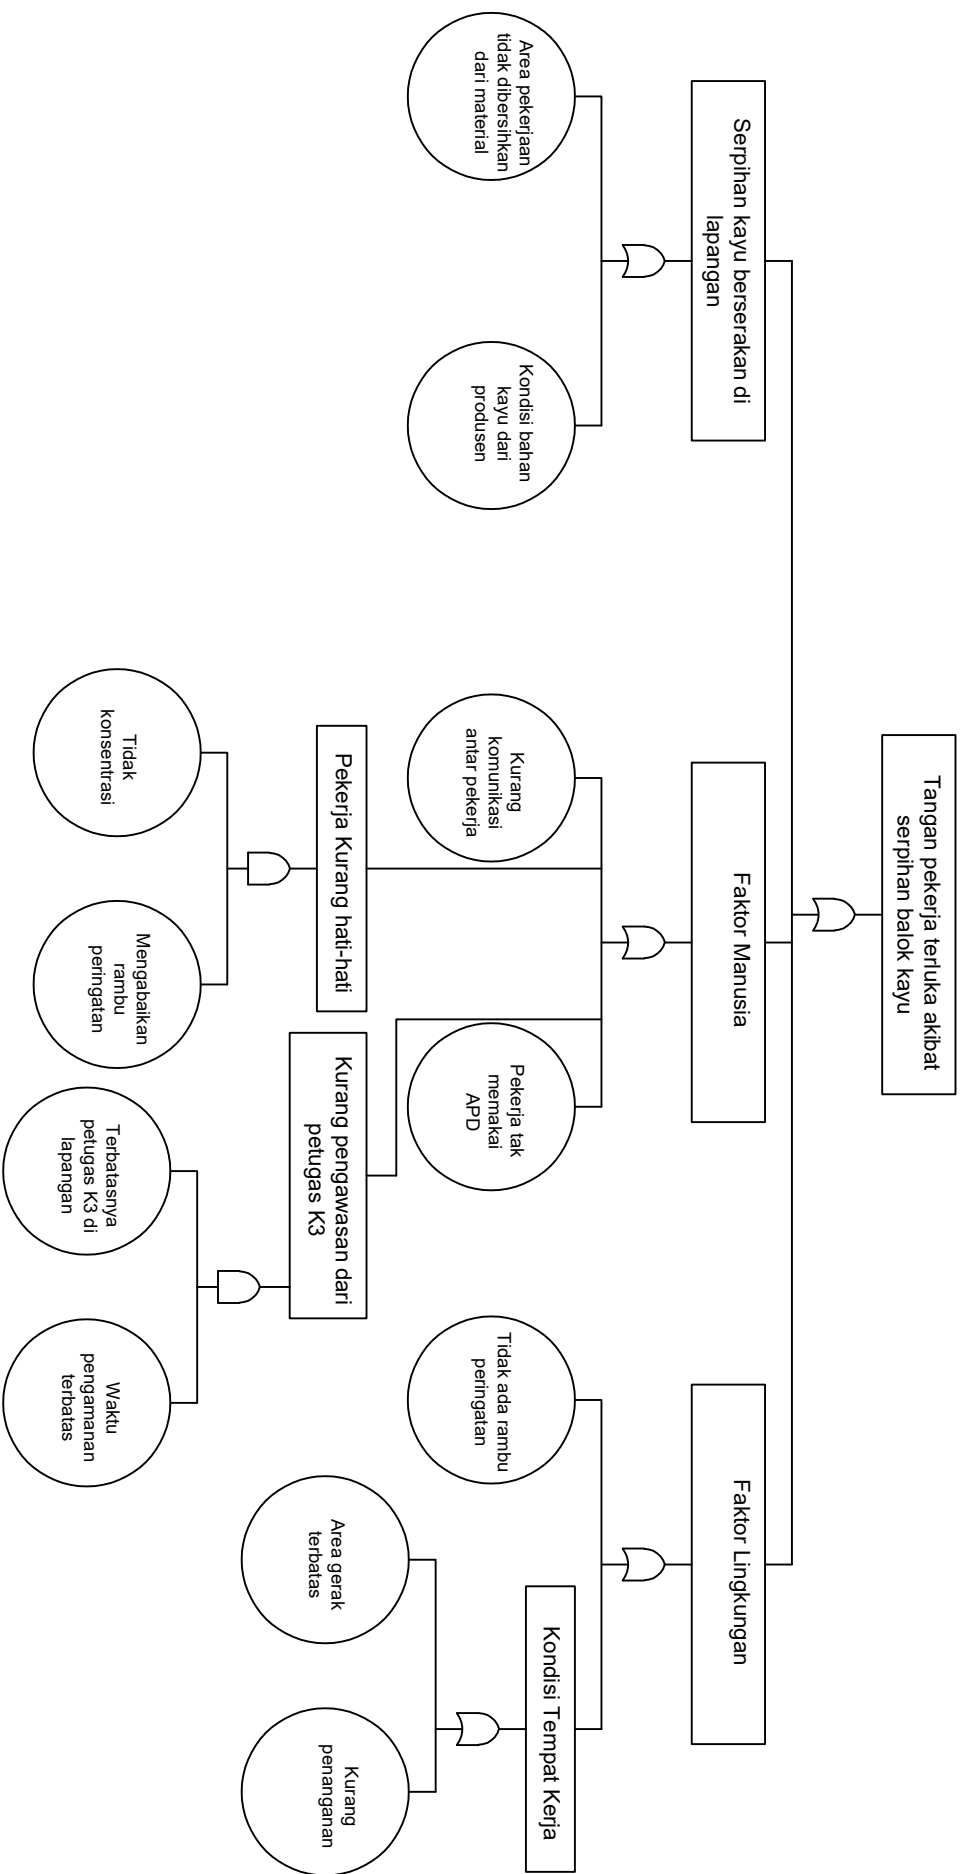 Tangan pekerja terluka akibat
serpihan balok kayu
Serpihan kayu berserakan di
lapangan
Faktor Manusia
Faktor Lingkungan
Area pekerjaan
tidak dibersihkan
dari material
Kondisi bahan
kayu dari
produsen
Kurang
komunikasi
antar pekerja
Pekerja tak
memakai
APD
Tidak ada rambu
peringatan
Kondisi Tempat Kerja
Pekerja Kurang hati-hati
Kurang pengawasan dari
petugas K3
Area gerak
terbatas
Kurang
penanganan
Tidak
konsentrasi
Mengabaikan
rambu
peringatan
Terbatasnya
petugas K3 di
lapangan
Waktu
pengamanan
terbatas